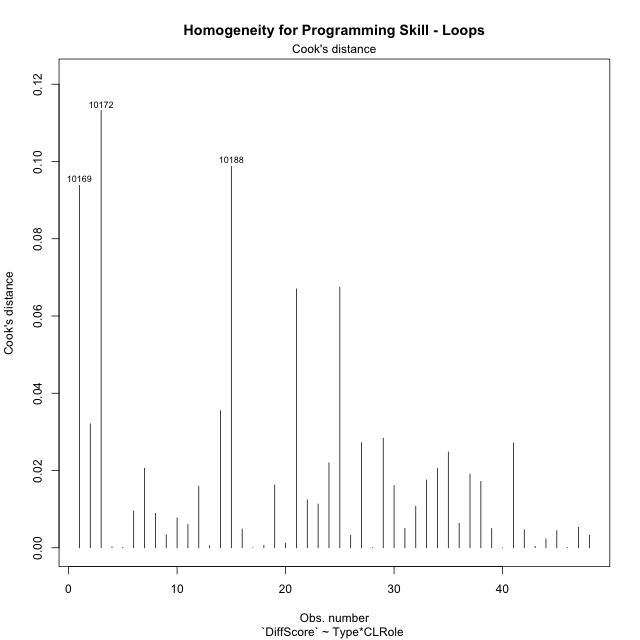 Homogeneity for Programming Skill - Loops
Cook's distance
Cook's distance
0.12
0.10
0.08
0.06
0.04
0.02
0.00
10169
10172
10188
0 10 20 30 40
Obs. number
`DiffScore` ~ Type*CLRole